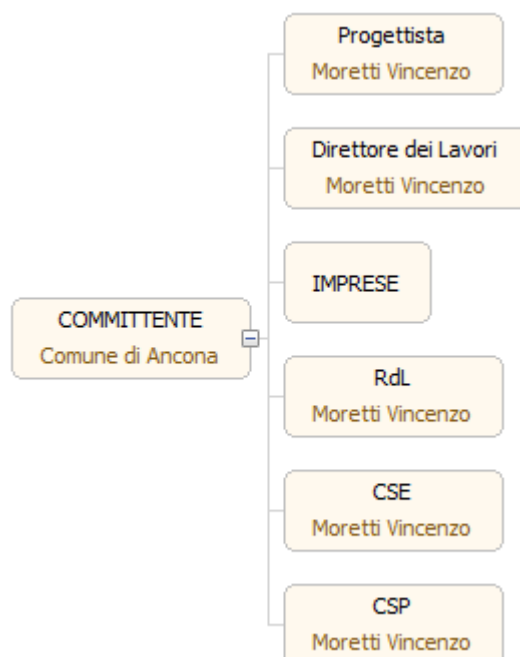 Progettista
Moretti Vincenzo
Direttore dei Lavori
Moretti Vincenzo
IMPRESE
COMMITTENTE
Comune di Ancona
RdL
Moretti Vincenzo
CSE
Moretti Vincenzo
CSP
Moretti Vincenzo